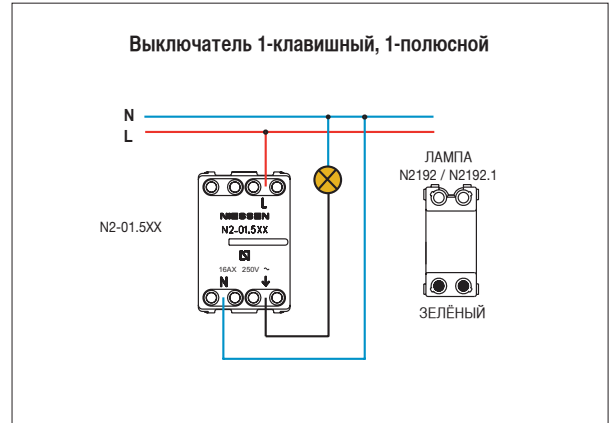 Выключатель 1-клавишный, 1-полюсной
N
L
ЛАМПА
N2192 / N2192.1
L
NIESSEN
N2-01.5XX
N2-01.5XX
16AX 250V ~
N
ЗЕЛЁНЫЙ